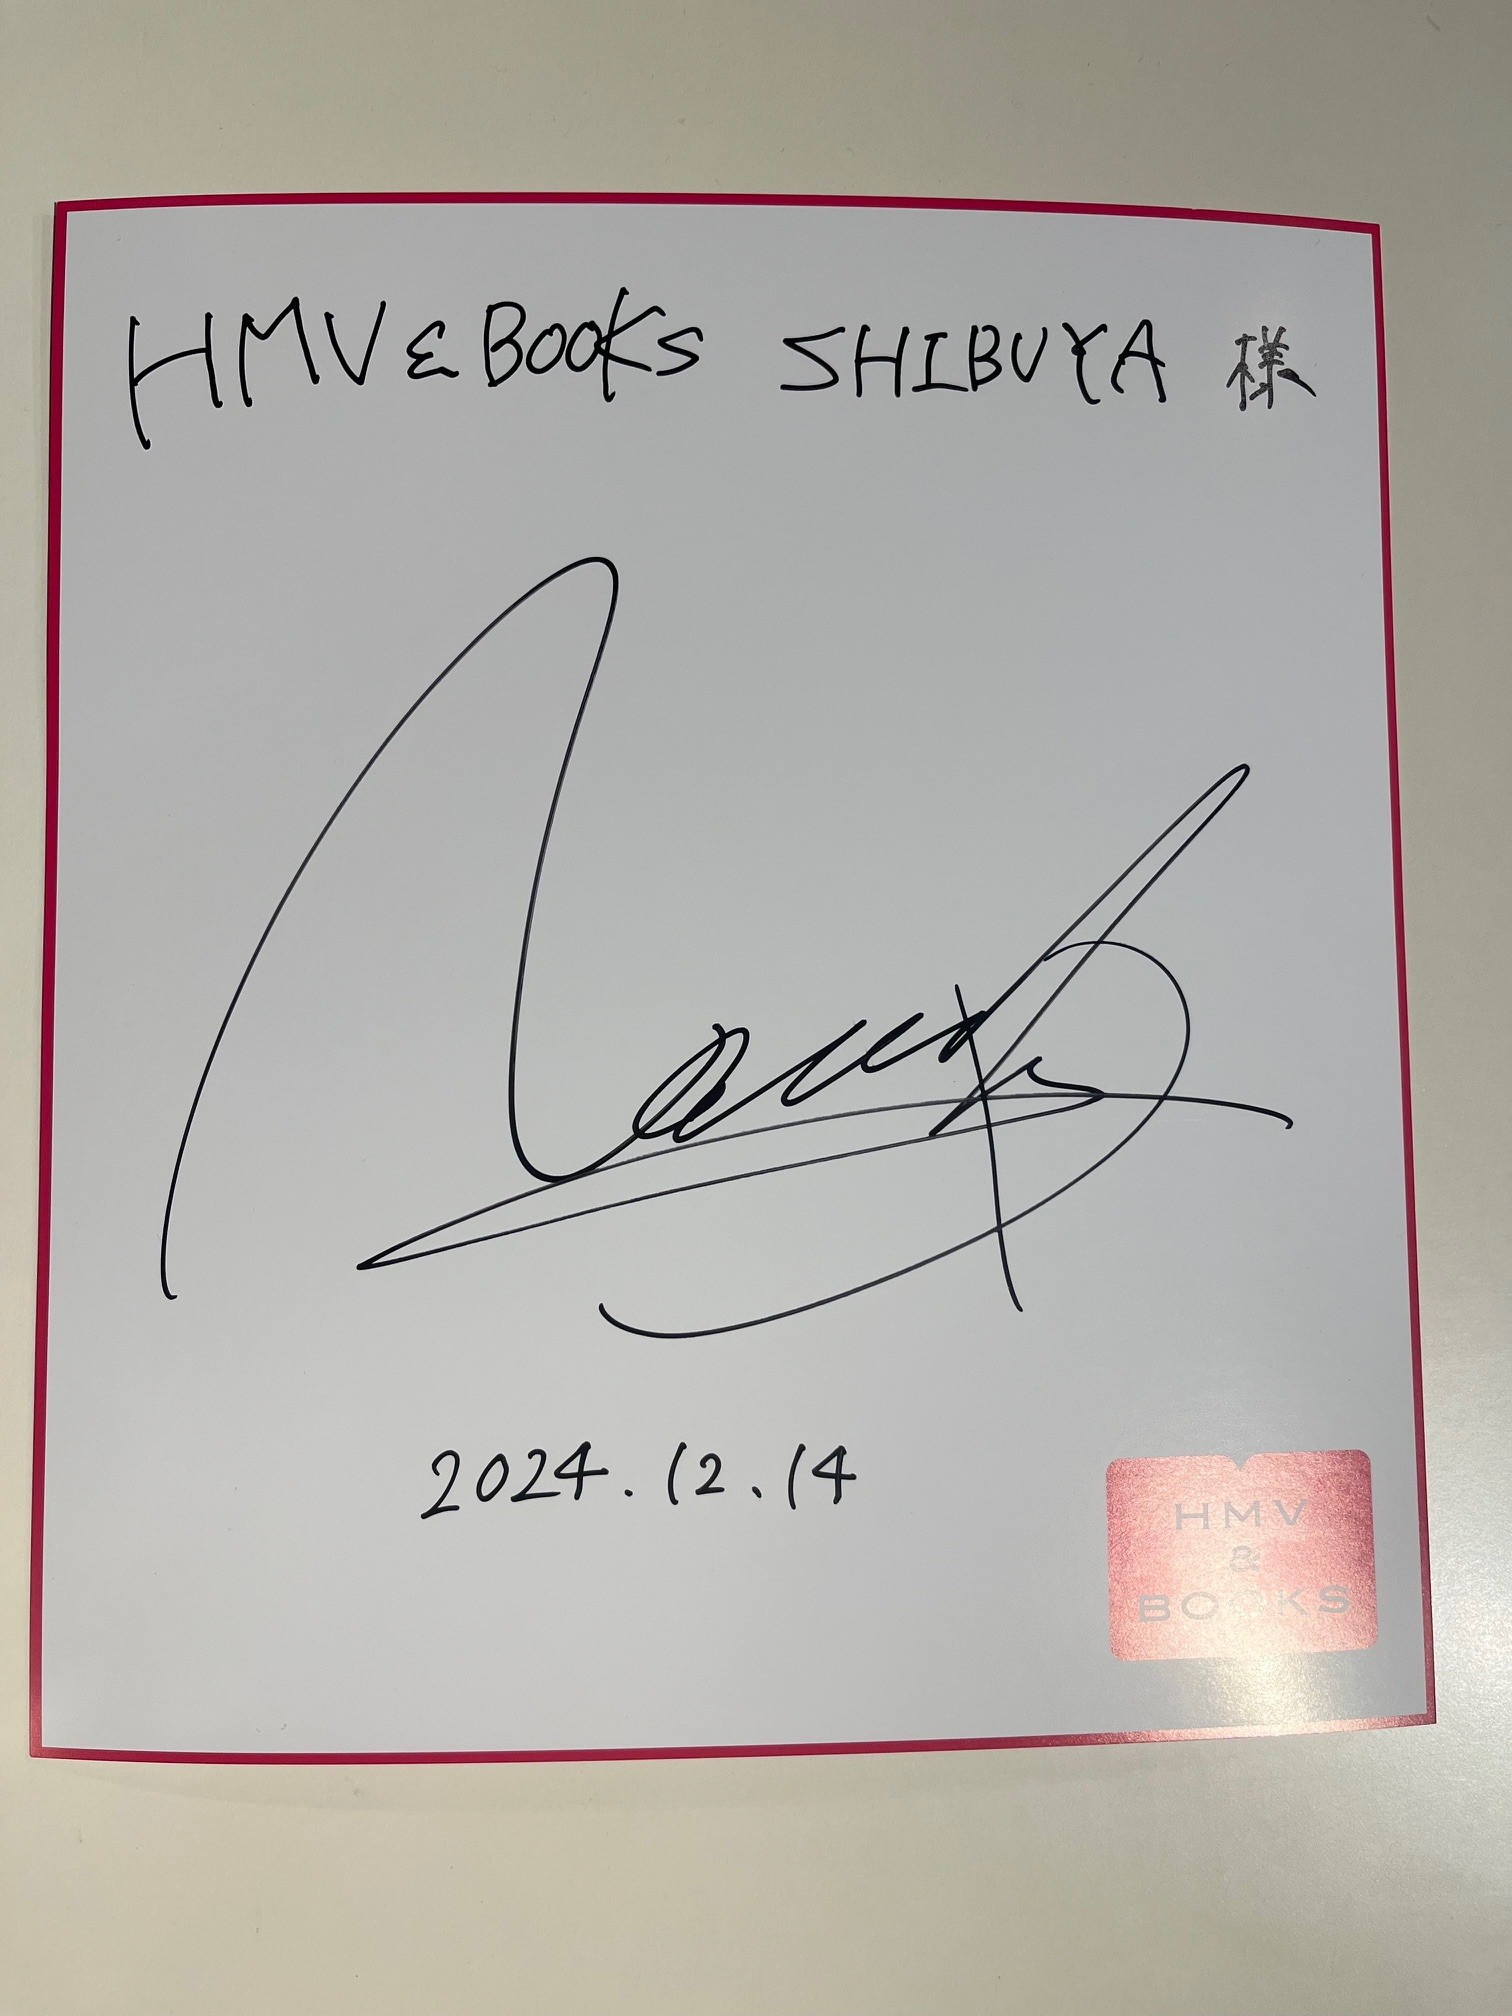 HMV & BOOKS SHIBUYA 様
2024.12.14
HMV
&
BOOKS